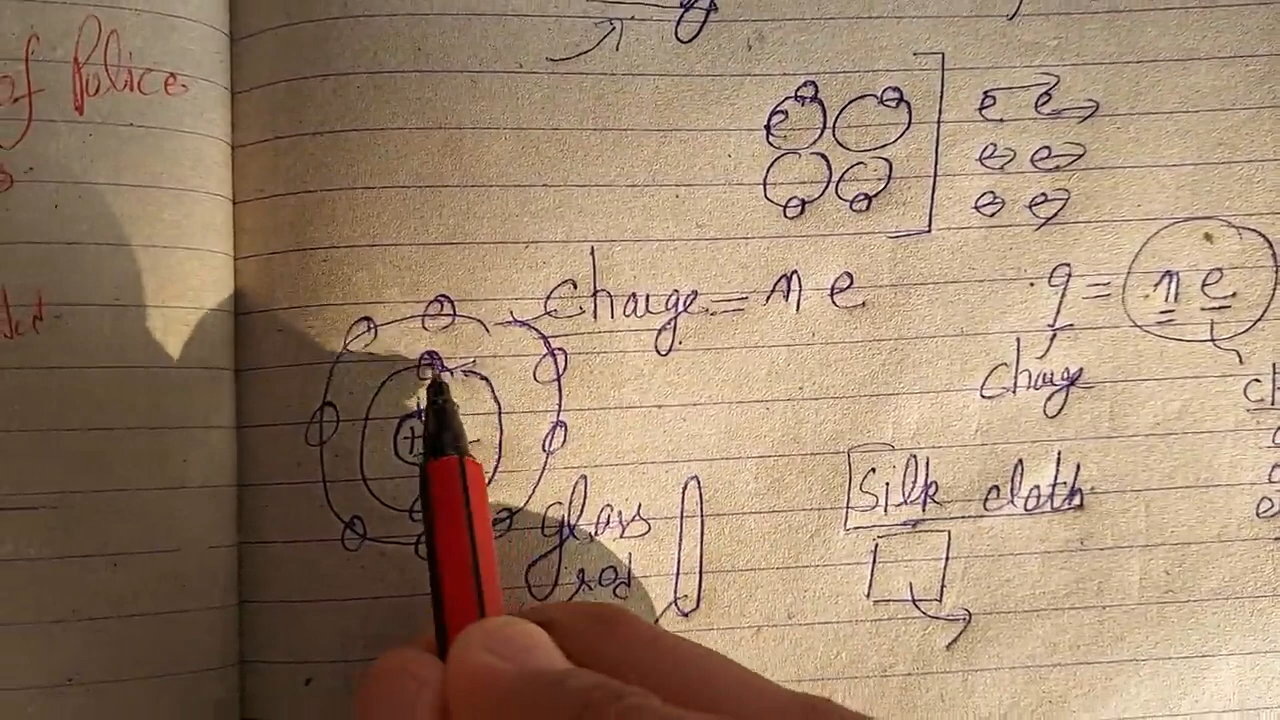 of Police
e
e e
e e
e e
Charge = n e
q = n e
Charge
+
Silk cloth
glass
rod